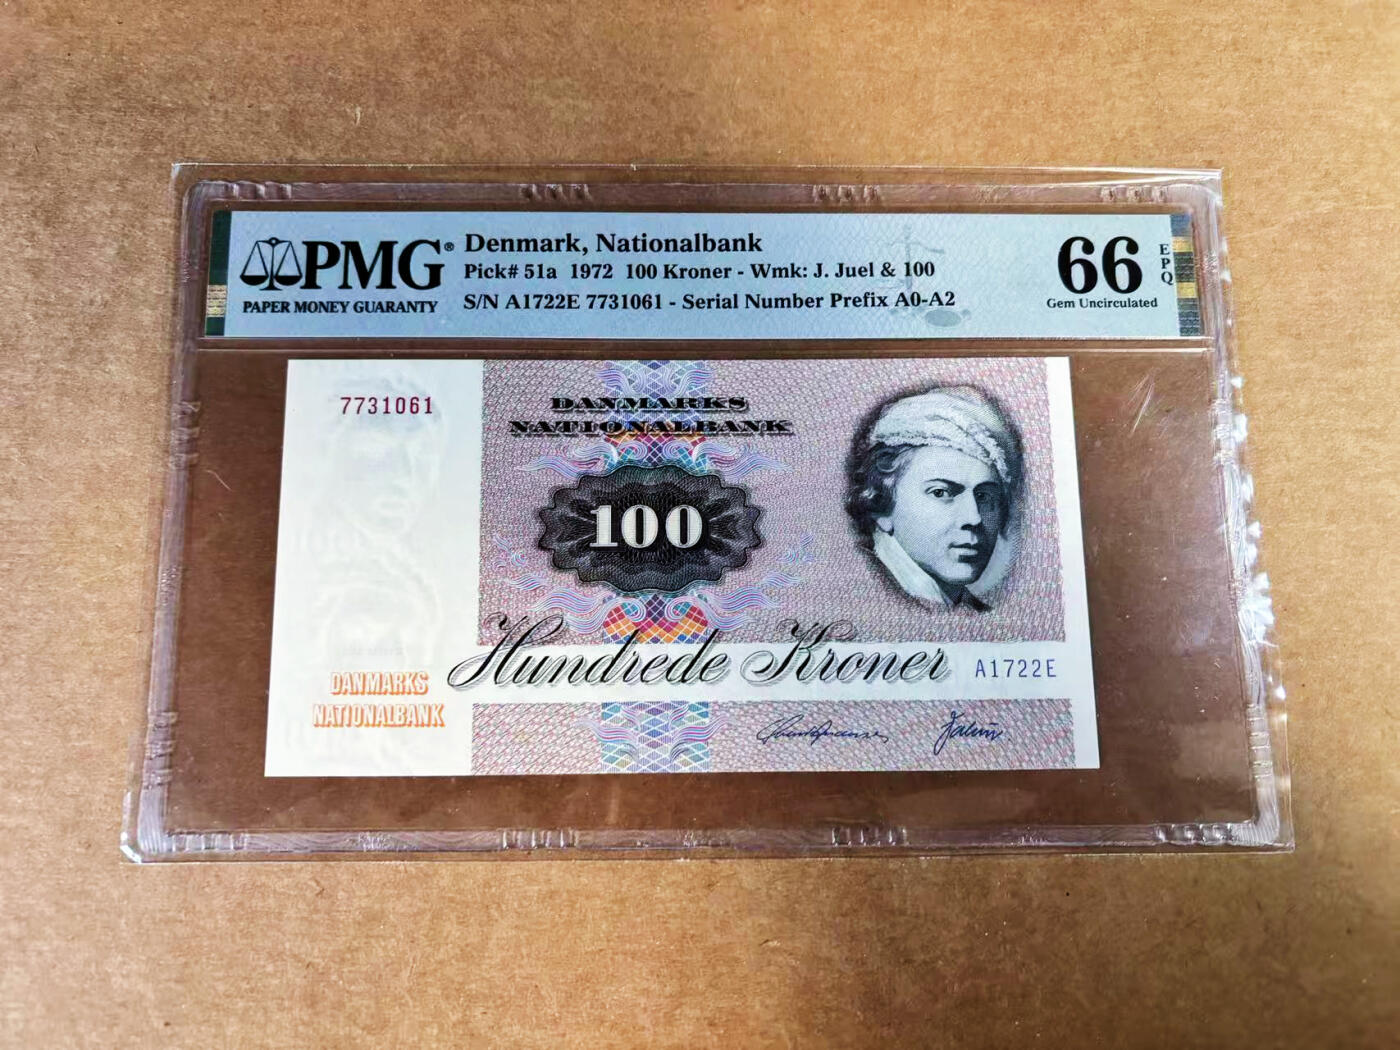 PMG®
PAPER MONEY GUARANTY
Denmark, Nationalbank
Pick# 51a 1972 100 Kroner - Wmk: J. Juel & 100
S/N A1722E 7731061 - Serial Number Prefix A0-A2
66
EPQ
Gem Uncirculated
7731061
DANMARKS
NATIONALBANK
100
Hundrede Kroner
A1722E
DANMARKS
NATIONALBANK